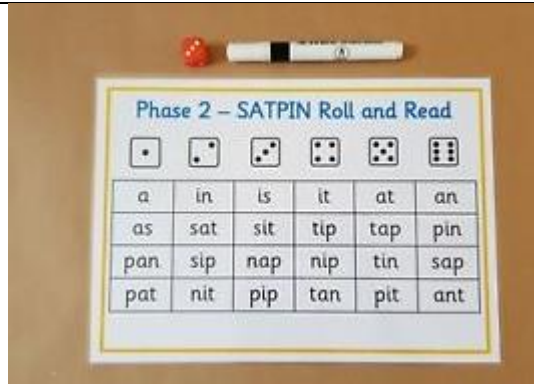 Phase 2 – SATPIN Roll and Read
a in is it at an
as sat sit tip tap pin
pan sip nap nip tin sap
pat nit pip tan pit ant